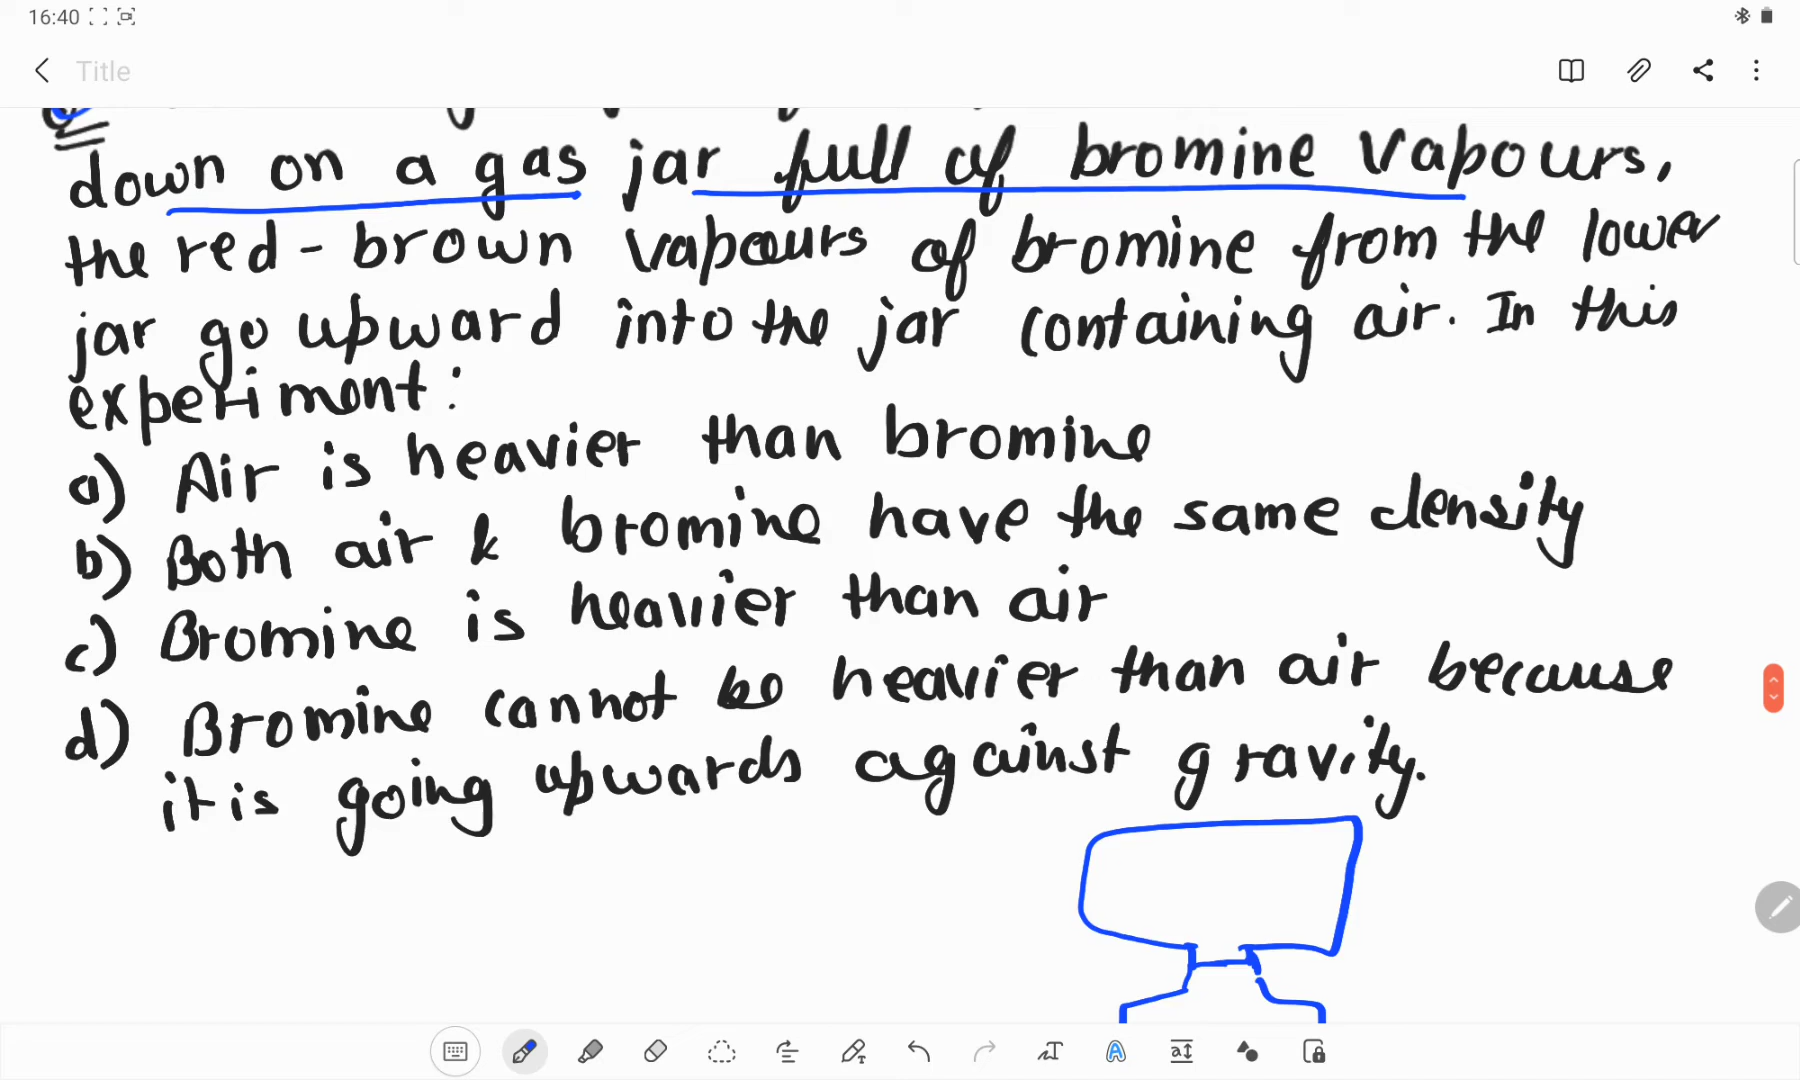 16:40
Title
down on a gas jar full of bromine vapours,
the red-brown vapours of bromine from the lower
jar go upward into the jar containing air. In this
experiment:
a) Air is heavier than bromine
b) Both air & bromine have the same density
c) Bromine is heavier than air
d) Bromine cannot be heavier than air because
it is going upwards against gravity.